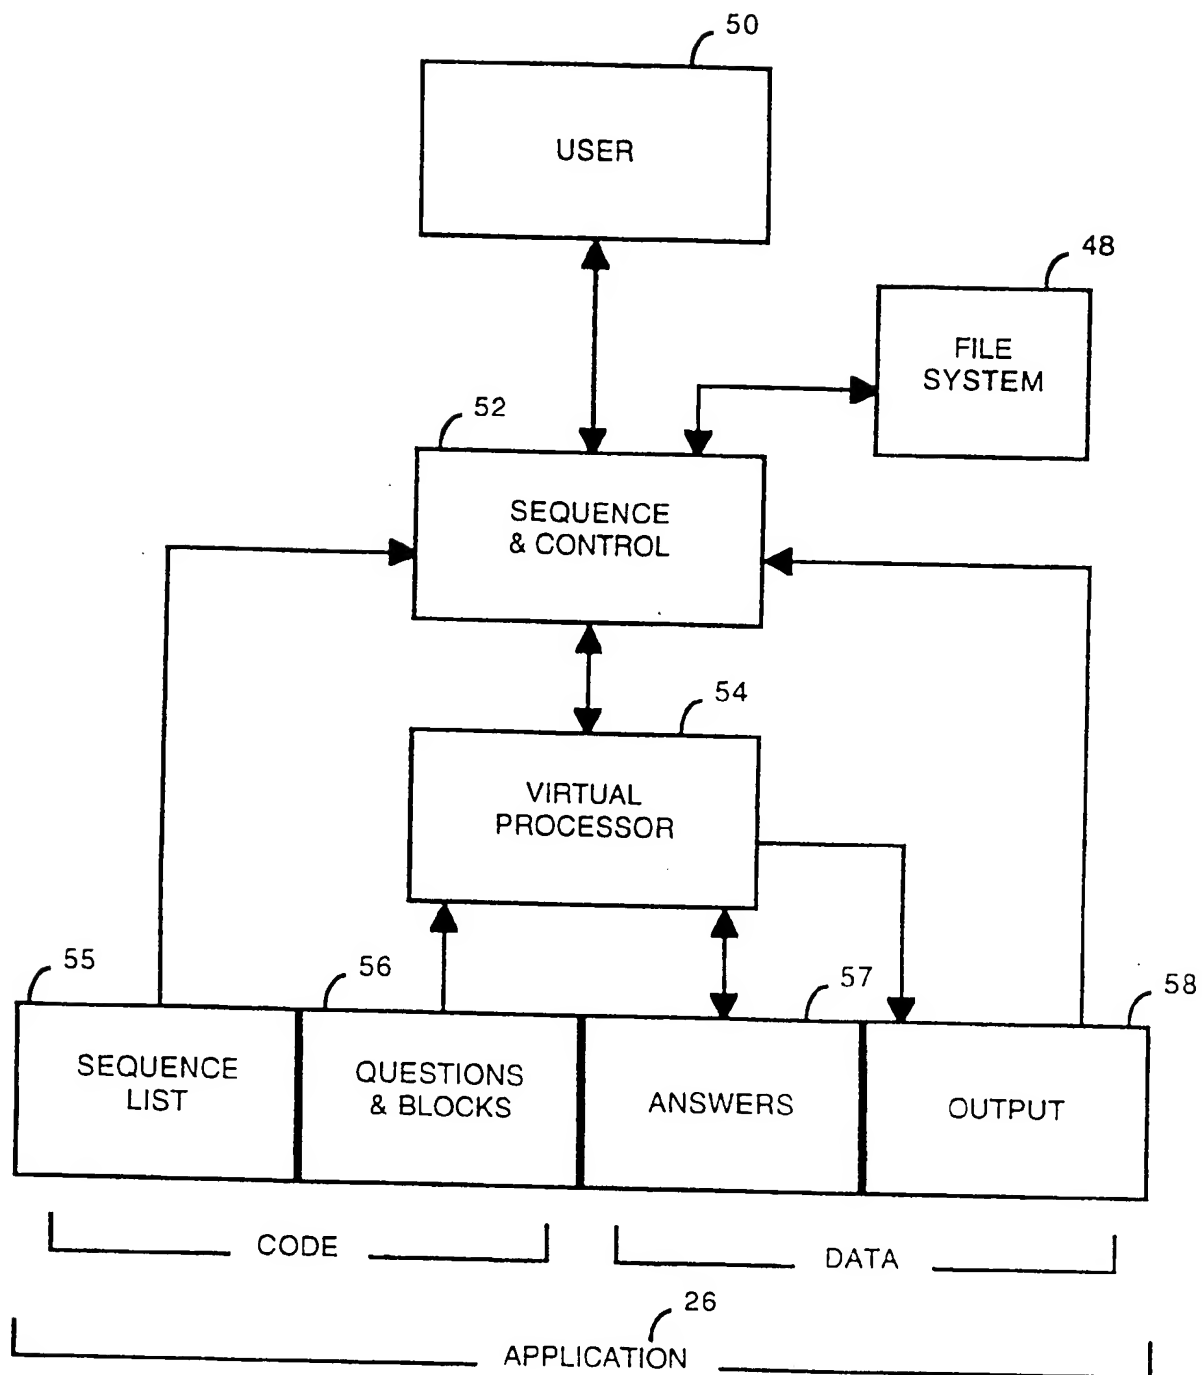 50
USER
48
FILE
SYSTEM
52
SEQUENCE
& CONTROL
54
VIRTUAL
PROCESSOR
55
56
57
58
SEQUENCE
LIST
QUESTIONS
& BLOCKS
ANSWERS
OUTPUT
CODE
DATA
26
APPLICATION